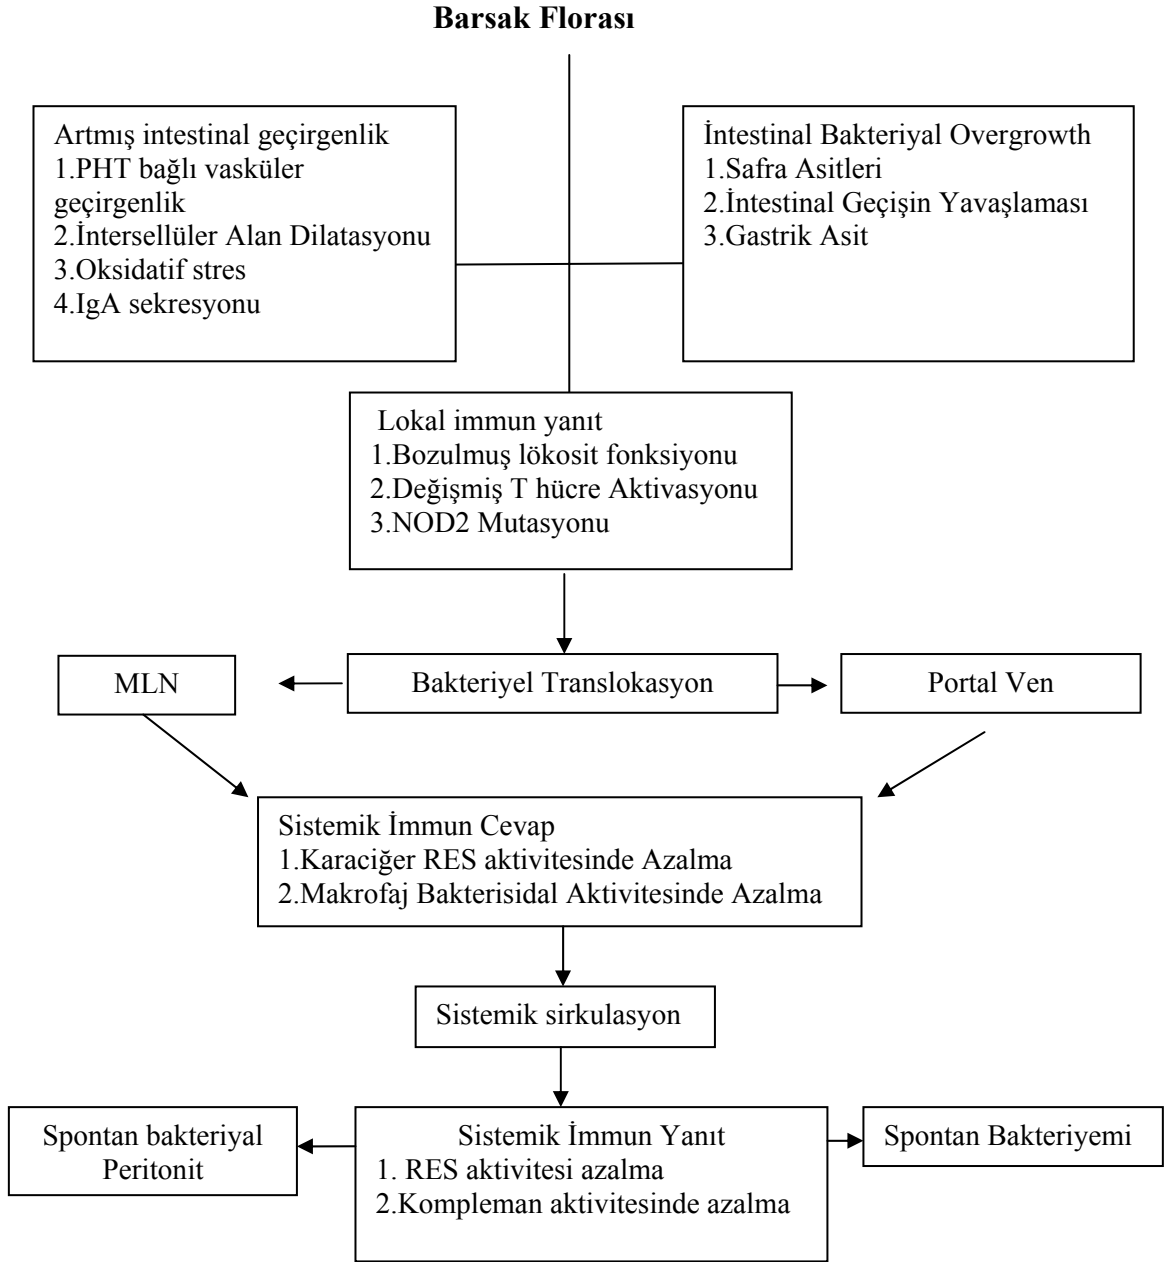 Barsak Florası
Artmış intestinal geçirgenlik
1.PHT bağlı vasküler
geçirgenlik
2.İntersellüler Alan Dilatasyonu
3.Oksidatif stres
4.IgA sekresyonu
İntestinal Bakteriyal Overgrowth
1.Safra Asitleri
2.İntestinal Geçişin Yavaşlaması
3.Gastrik Asit
Lokal immun yanıt
1.Bozulmuş lökosit fonksiyonu
2.Değişmiş T hücre Aktivasyonu
3.NOD2 Mutasyonu
MLN
Bakteriyel Translokasyon
Portal Ven
Sistemik İmmun Cevap
1.Karaciğer RES aktivitesinde Azalma
2.Makrofaj Bakterisidal Aktivitesinde Azalma
Sistemik sirkulasyon
Spontan bakteriyal
Peritonit
Sistemik İmmun Yanıt
1. RES aktivitesi azalma
2.Kompleman aktivitesinde azalma
Spontan Bakteriyemi